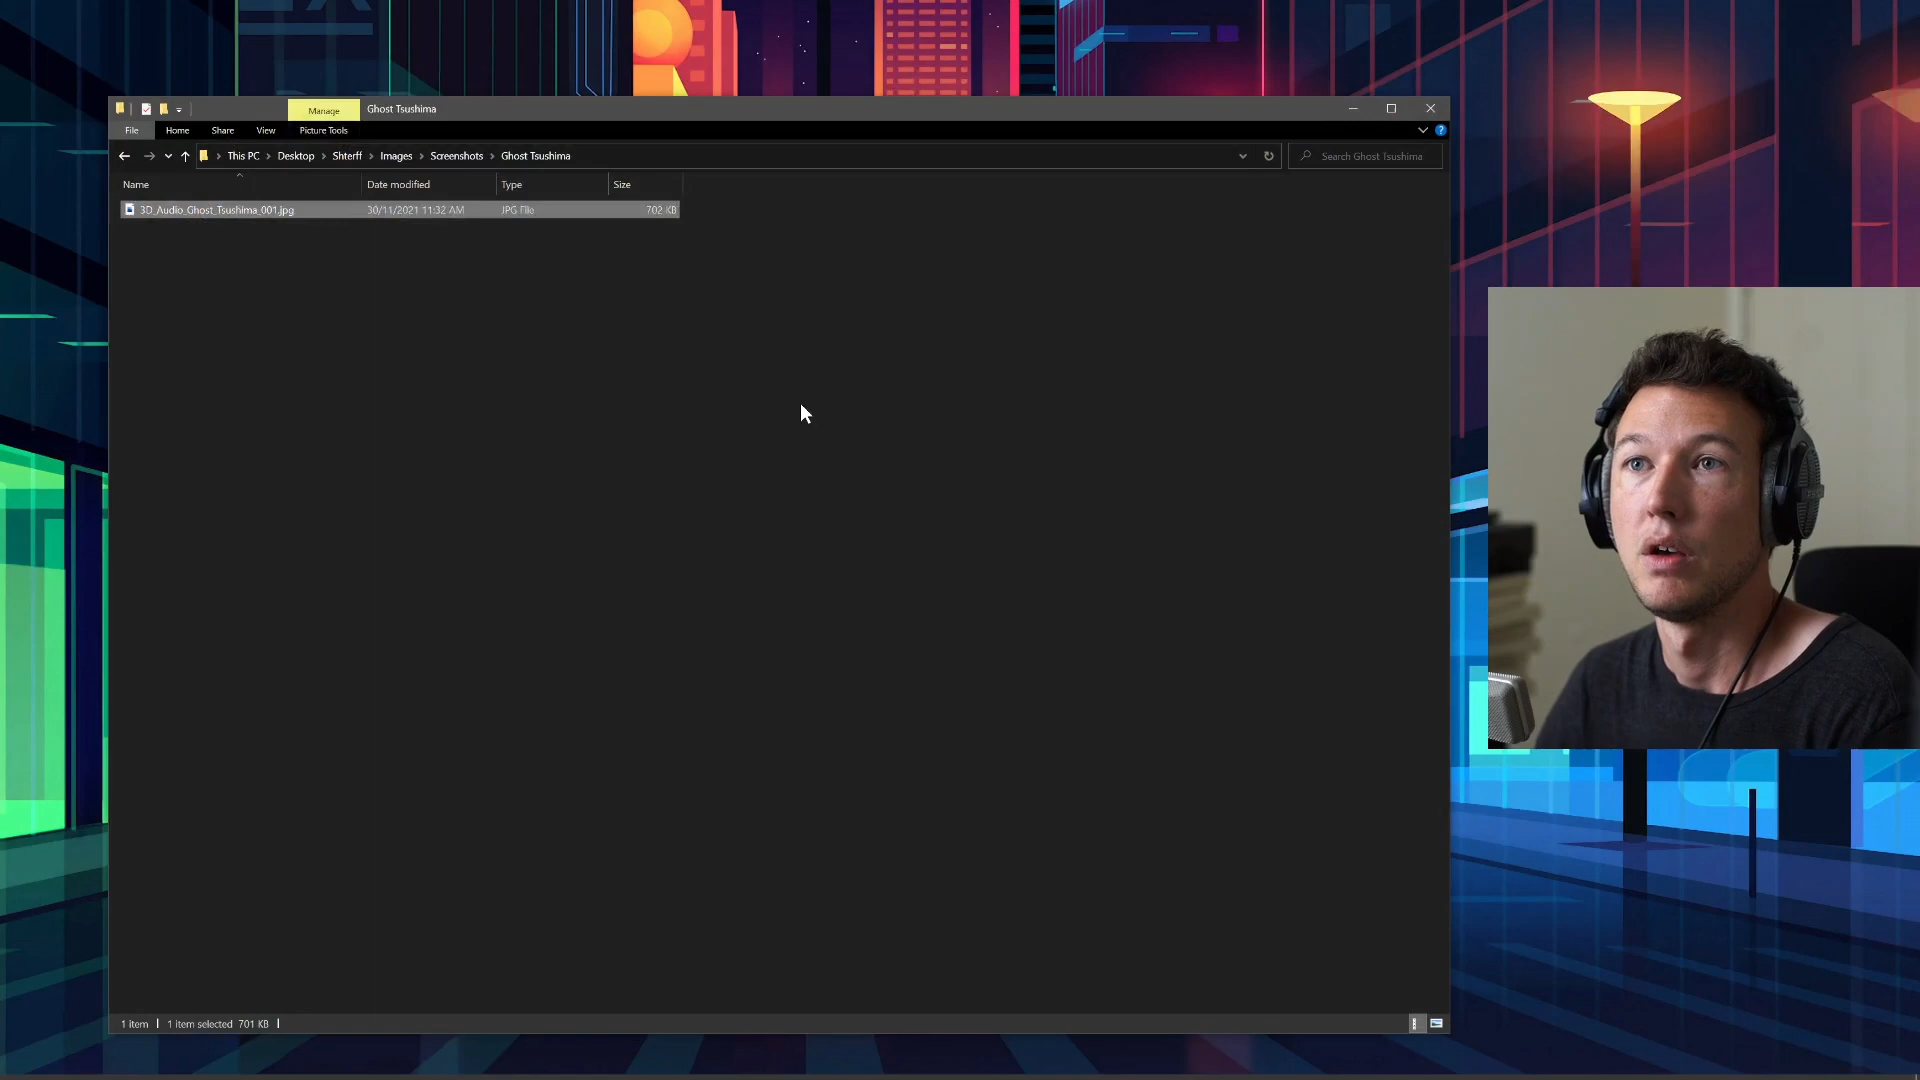 Manage Ghost Tsushima
File Home Share View Picture Tools
This PC Desktop Shterff Images Screenshots Ghost Tsushima Search Ghost Tsushima
Name Date modified Type Size
3D_Audio_Ghost_Tsushima_001.jpg 30/11/2021 11:32 AM JPG File 702 KB
1 item 1 item selected 701 KB